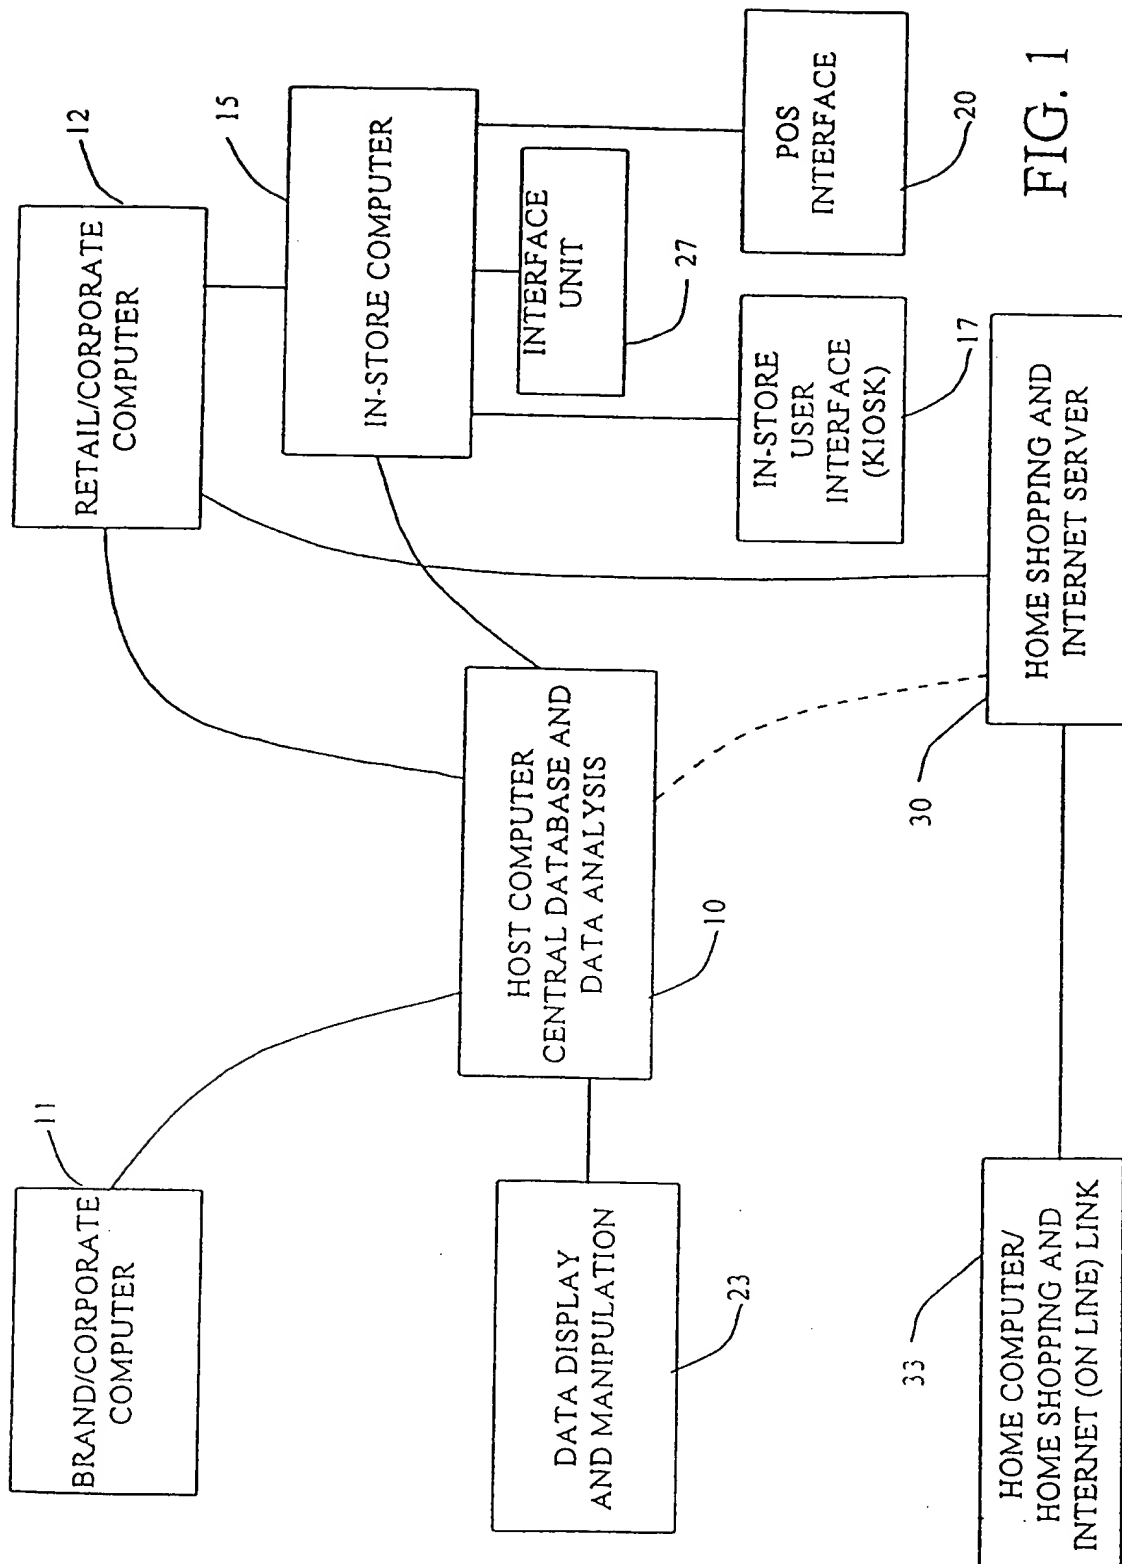 11
BRAND/CORPORATE
COMPUTER
12
RETAIL/CORPORATE
COMPUTER
15
IN-STORE COMPUTER
DATA DISPLAY
AND MANIPULATION
23
HOST COMPUTER
CENTRAL DATABASE AND
DATA ANALYSIS
10
INTERFACE
UNIT
27
IN-STORE
USER
INTERFACE
(KIOSK)
17
POS
INTERFACE
20
33
HOME COMPUTER/
HOME SHOPPING AND
INTERNET (ON LINE) LINK
30
HOME SHOPPING AND
INTERNET SERVER
FIG. 1